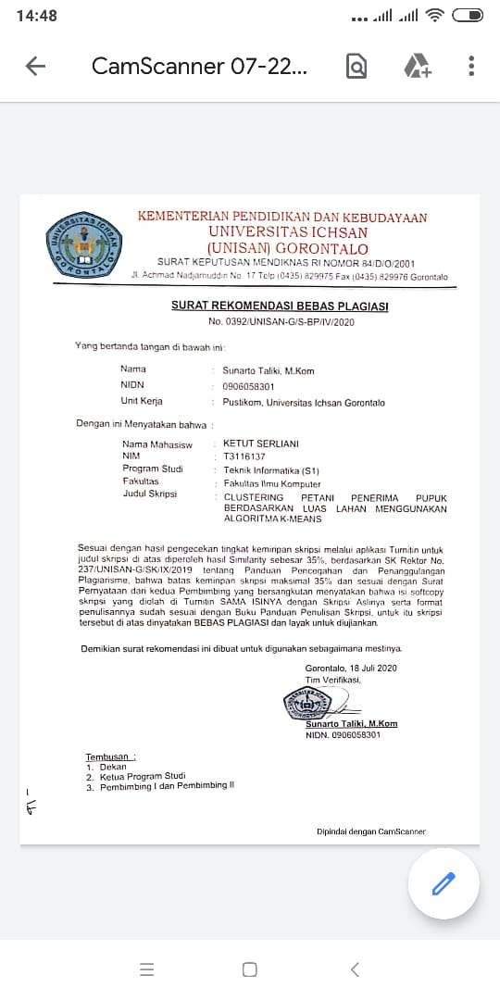 14:48
CamScanner 07-22...
KEMENTERIAN PENDIDIKAN DAN KEBUDAYAAN
UNIVERSITAS ICHSAN
(UNISAN) GORONTALO
SURAT KEPUTUSAN MENDIKNAS RI NOMOR 84/D/O/2001
Jl. Achmad Nadjamuddin No. 17 Telp (0435) 829975 Fax (0435) 829976 Gorontalo
UNIVERSITAS ICHSAN
GORONTALO
SURAT REKOMENDASI BEBAS PLAGIASI
No. 0392/UNISAN-G/S-BP/IV/2020
Yang bertanda tangan di bawah ini:
Nama : Sunarto Taliki, M.Kom
NIDN : 0906058301
Unit Kerja : Pustikom, Universitas Ichsan Gorontalo
Dengan ini Menyatakan bahwa :
Nama Mahasisw : KETUT SERLIANI
NIM : T3116137
Program Studi : Teknik Informatika (S1)
Fakultas : Fakultas Ilmu Komputer
Judul Skripsi : CLUSTERING PETANI PENERIMA PUPUK
BERDASARKAN LUAS LAHAN MENGGUNAKAN
ALGORITMA K-MEANS
Sesuai dengan hasil pengecekan tingkat kemiripan skripsi melalui aplikasi Turnitin untuk
judul skripsi di atas diperoleh hasil Similarity sebesar 35%, berdasarkan SK Rektor No.
237/UNISAN-G/SK/IX/2019 tentang Panduan Pencegahan dan Penanggulangan
Plagiarisme, bahwa batas kemiripan skripsi maksimal 35% dan sesuai dengan Surat
Pernyataan dari kedua Pembimbing yang bersangkutan menyatakan bahwa isi softcopy
skripsi yang diolah di Turnitin SAMA ISINYA dengan Skripsi Aslinya serta format
penulisannya sudah sesuai dengan Buku Panduan Penulisan Skripsi, untuk itu skripsi
tersebut di atas dinyatakan BEBAS PLAGIASI dan layak untuk diujiankan.
Demikian surat rekomendasi ini dibuat untuk digunakan sebagaimana mestinya.
Gorontalo, 18 Juli 2020
Tim Verifikasi,
Sunarto Taliki, M.Kom
NIDN. 0906058301
Tembusan :
1. Dekan
2. Ketua Program Studi
3. Pembimbing I dan Pembimbing II
Dipindai dengan CamScanner